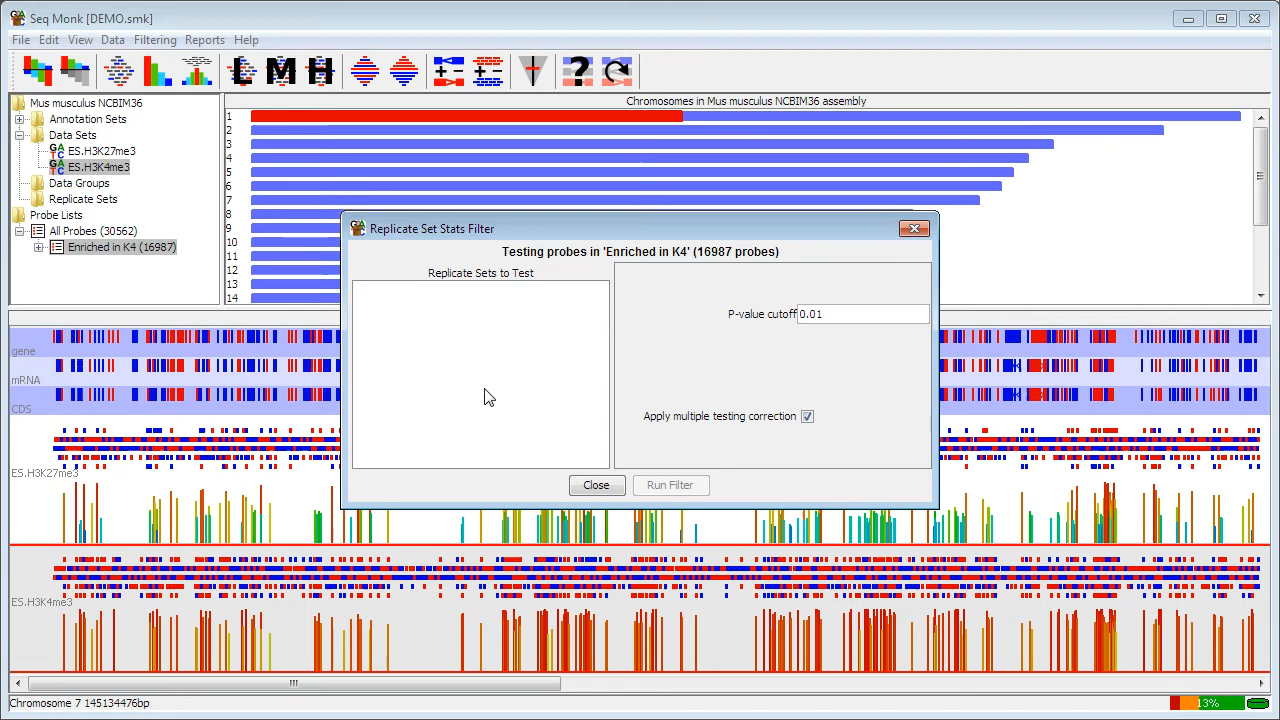 Seq Monk [DEMO.smk]
File Edit View Data Filtering Reports Help
L M H ?
Mus musculus NCBIM36
Annotation Sets
Data Sets
ES.H3K27me3
ES.H3K4me3
Data Groups
Replicate Sets
Probe Lists
All Probes (30562)
Enriched in K4 (16987)
Chromosomes in Mus musculus NCBIM36 assembly
1
2
3
4
5
6
7
8
9
10
11
12
13
14
Replicate Set Stats Filter
Testing probes in 'Enriched in K4' (16987 probes)
Replicate Sets to Test
P-value cutoff 0.01
Apply multiple testing correction
Close Run Filter
gene
mRNA
CDS
ES.H3K27me3
ES.H3K4me3
Chromosome 7 145134476bp
13%